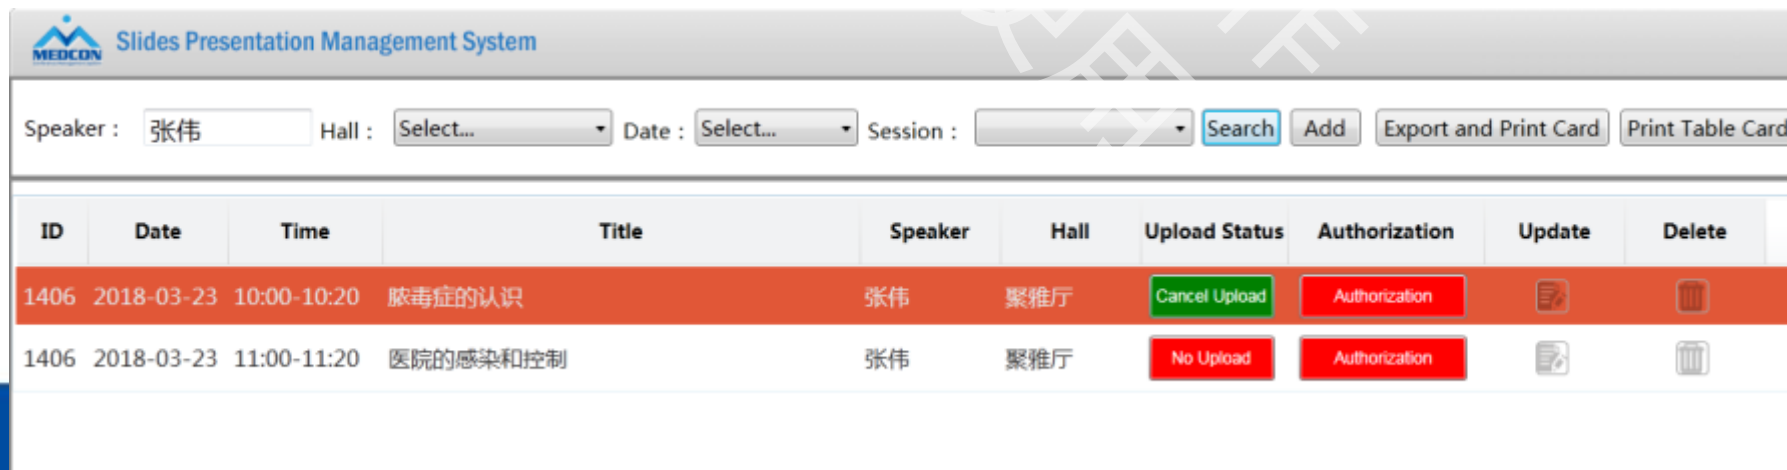 MEDCON Slides Presentation Management System
Speaker : 张伟 Hall : Select... Date : Select... Session : Search Add Export and Print Card Print Table Card
ID Date Time Title Speaker Hall Upload Status Authorization Update Delete
1406 2018-03-23 10:00-10:20 脓毒症的认识 张伟 聚雅厅 Cancel Upload Authorization
1406 2018-03-23 11:00-11:20 医院的感染和控制 张伟 聚雅厅 No Upload Authorization